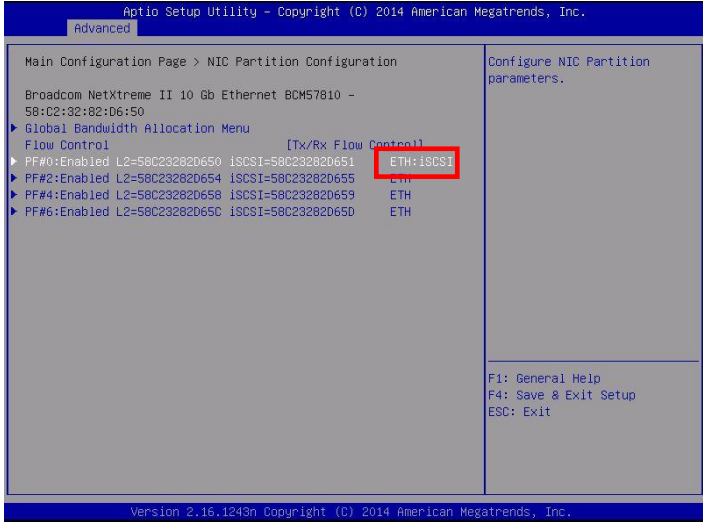 Aptio Setup Utility – Copyright (C) 2014 American Megatrends, Inc.
Advanced
Main Configuration Page > NIC Partition Configuration
Configure NIC Partition
parameters.
Broadcom NetXtreme II 10 Gb Ethernet BCM57810 –
58:C2:32:82:D6:50
Global Bandwidth Allocation Menu
Flow Control [Tx/Rx Flow Control]
PF#0:Enabled L2=58C23282D650 iSCSI=58C23282D651 ETH:iSCSI
PF#2:Enabled L2=58C23282D654 iSCSI=58C23282D655 ETH
PF#4:Enabled L2=58C23282D658 iSCSI=58C23282D659 ETH
PF#6:Enabled L2=58C23282D65C iSCSI=58C23282D65D ETH
F1: General Help
F4: Save & Exit Setup
ESC: Exit
Version 2.16.1243n Copyright (C) 2014 American Megatrends, Inc.